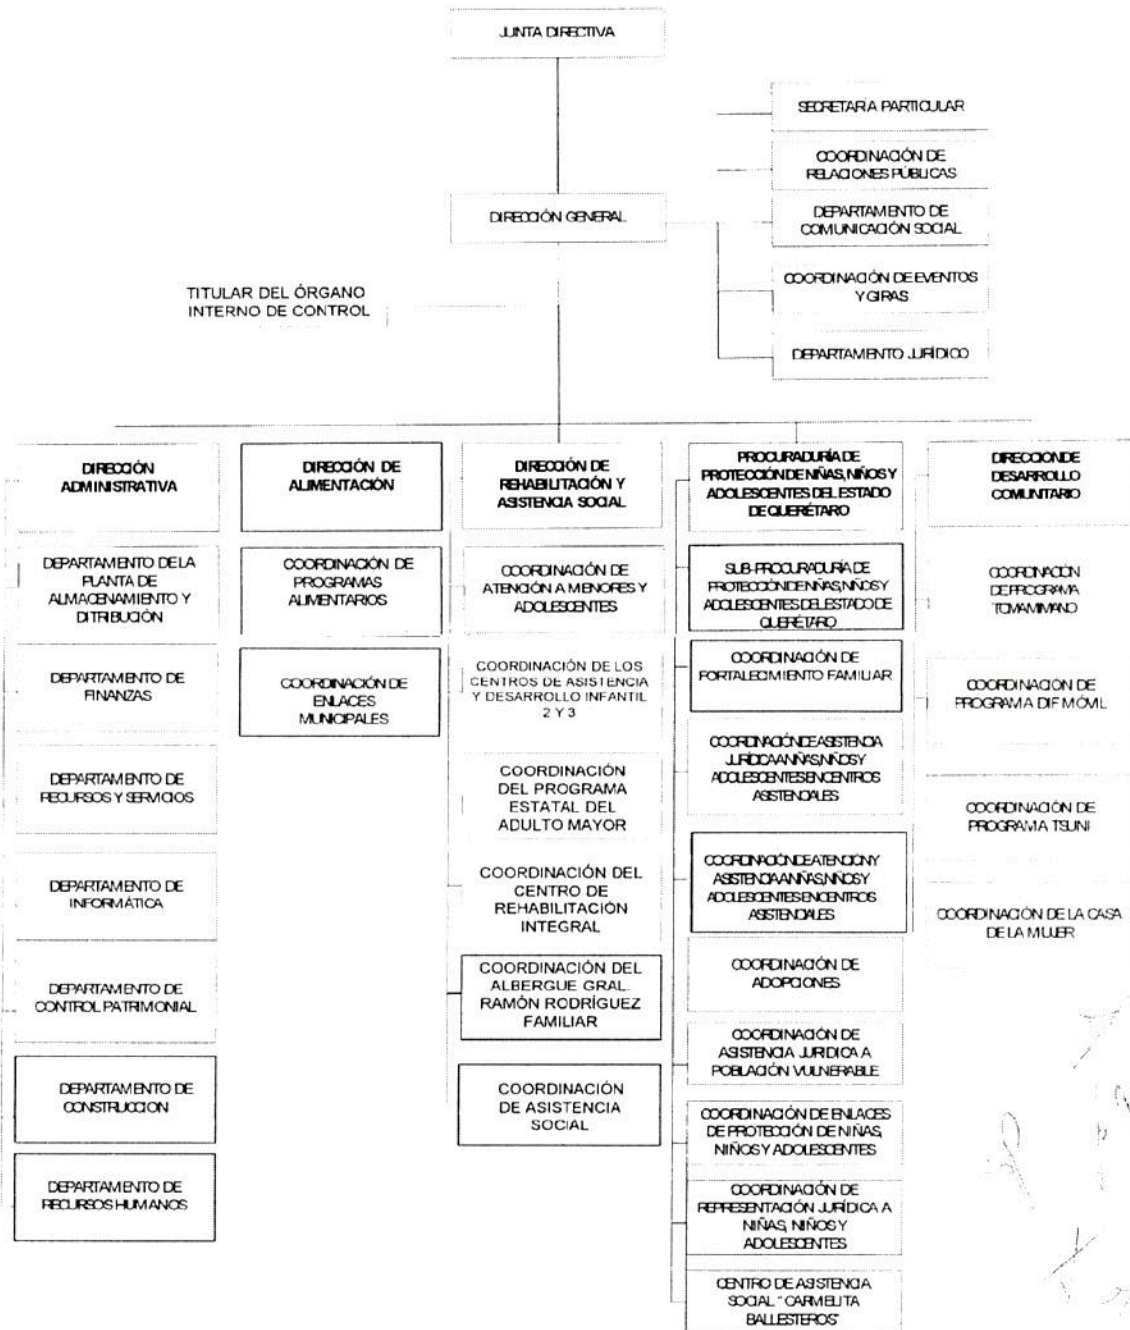 JUNTA DIRECTIVA
SECRETARÍA PARTICULAR
COORDINACIÓN DE
RELACIONES PÚBLICAS
DIRECCIÓN GENERAL
DEPARTAMENTO DE
COMUNICACIÓN SOCIAL
COORDINACIÓN DE EVENTOS
Y GIRAS
DEPARTAMENTO JURÍDICO
TITULAR DEL ÓRGANO
INTERNO DE CONTROL
DIRECCIÓN
ADMINISTRATIVA
DEPARTAMENTO DE LA
PLANTA DE
ALMACENAMIENTO Y
DITRIBUCIÓN
DEPARTAMENTO DE
FINANZAS
DEPARTAMENTO DE
RECURSOS Y SERVICIOS
DEPARTAMENTO DE
INFORMÁTICA
DEPARTAMENTO DE
CONTROL PATRIMONIAL
DEPARTAMENTO DE
CONSTRUCCION
DEPARTAMENTO DE
RECURSOS HUMANOS
DIRECCIÓN DE
ALIMENTACIÓN
COORDINACIÓN DE
PROGRAMAS
ALIMENTARIOS
COORDINACIÓN DE
ENLACES
MUNICIPALES
DIRECCIÓN DE
REHABILITACIÓN Y
ASISTENCIA SOCIAL
COORDINACIÓN DE
ATENCIÓN A MENORES Y
ADOLESCENTES
COORDINACIÓN DE LOS
CENTROS DE ASISTENCIA
Y DESARROLLO INFANTIL
2 Y 3
COORDINACIÓN
DEL PROGRAMA
ESTATAL DEL
ADULTO MAYOR
COORDINACIÓN DEL
CENTRO DE
REHABILITACIÓN
INTEGRAL
COORDINACIÓN DEL
ALBERGUE GRAL.
RAMÓN RODRÍGUEZ
FAMILIAR
COORDINACIÓN
DE ASISTENCIA
SOCIAL
PROCURADURÍA DE
PROTECCIÓN DE NIÑAS, NIÑOS Y
ADOLESCENTES DEL ESTADO
DE QUERÉTARO
SUB-PROCURADURÍA DE
PROTECCIÓN DE NIÑAS, NIÑOS Y
ADOLESCENTES DEL ESTADO DE
QUERÉTARO
COORDINACIÓN DE
FORTALECIMIENTO FAMILIAR
COORDINACIÓN DE ASISTENCIA
JURÍDICA A NIÑAS, NIÑOS Y
ADOLESCENTES EN CENTROS
ASISTENCIALES
COORDINACIÓN DE ATENCIÓN Y
ASISTENCIA A NIÑAS, NIÑOS Y
ADOLESCENTES EN CENTROS
ASISTENCIALES
COORDINACIÓN DE
ADOPCIONES
COORDINACIÓN DE
ASISTENCIA JURIDICA A
POBLACIÓN VULNERABLE
COORDINACIÓN DE ENLACES
DE PROTECCIÓN DE NIÑAS,
NIÑOS Y ADOLESCENTES
COORDINACIÓN DE
REPRESENTACIÓN JURÍDICA A
NIÑAS, NIÑOS Y
ADOLESCENTES
CENTRO DE ASISTENCIA
SOCIAL "CARMELITA
BALLESTEROS"
DIRECCION DE
DESARROLLO
COMUNITARIO
COORDINACIÓN
DE PROGRAMA
TOMAMIMANO
COORDINACIÓN DE
PROGRAMA DIF MÓVIL
COORDINACIÓN DE
PROGRAMA TSUNI
COORDINACIÓN DE LA CASA
DE LA MUJER